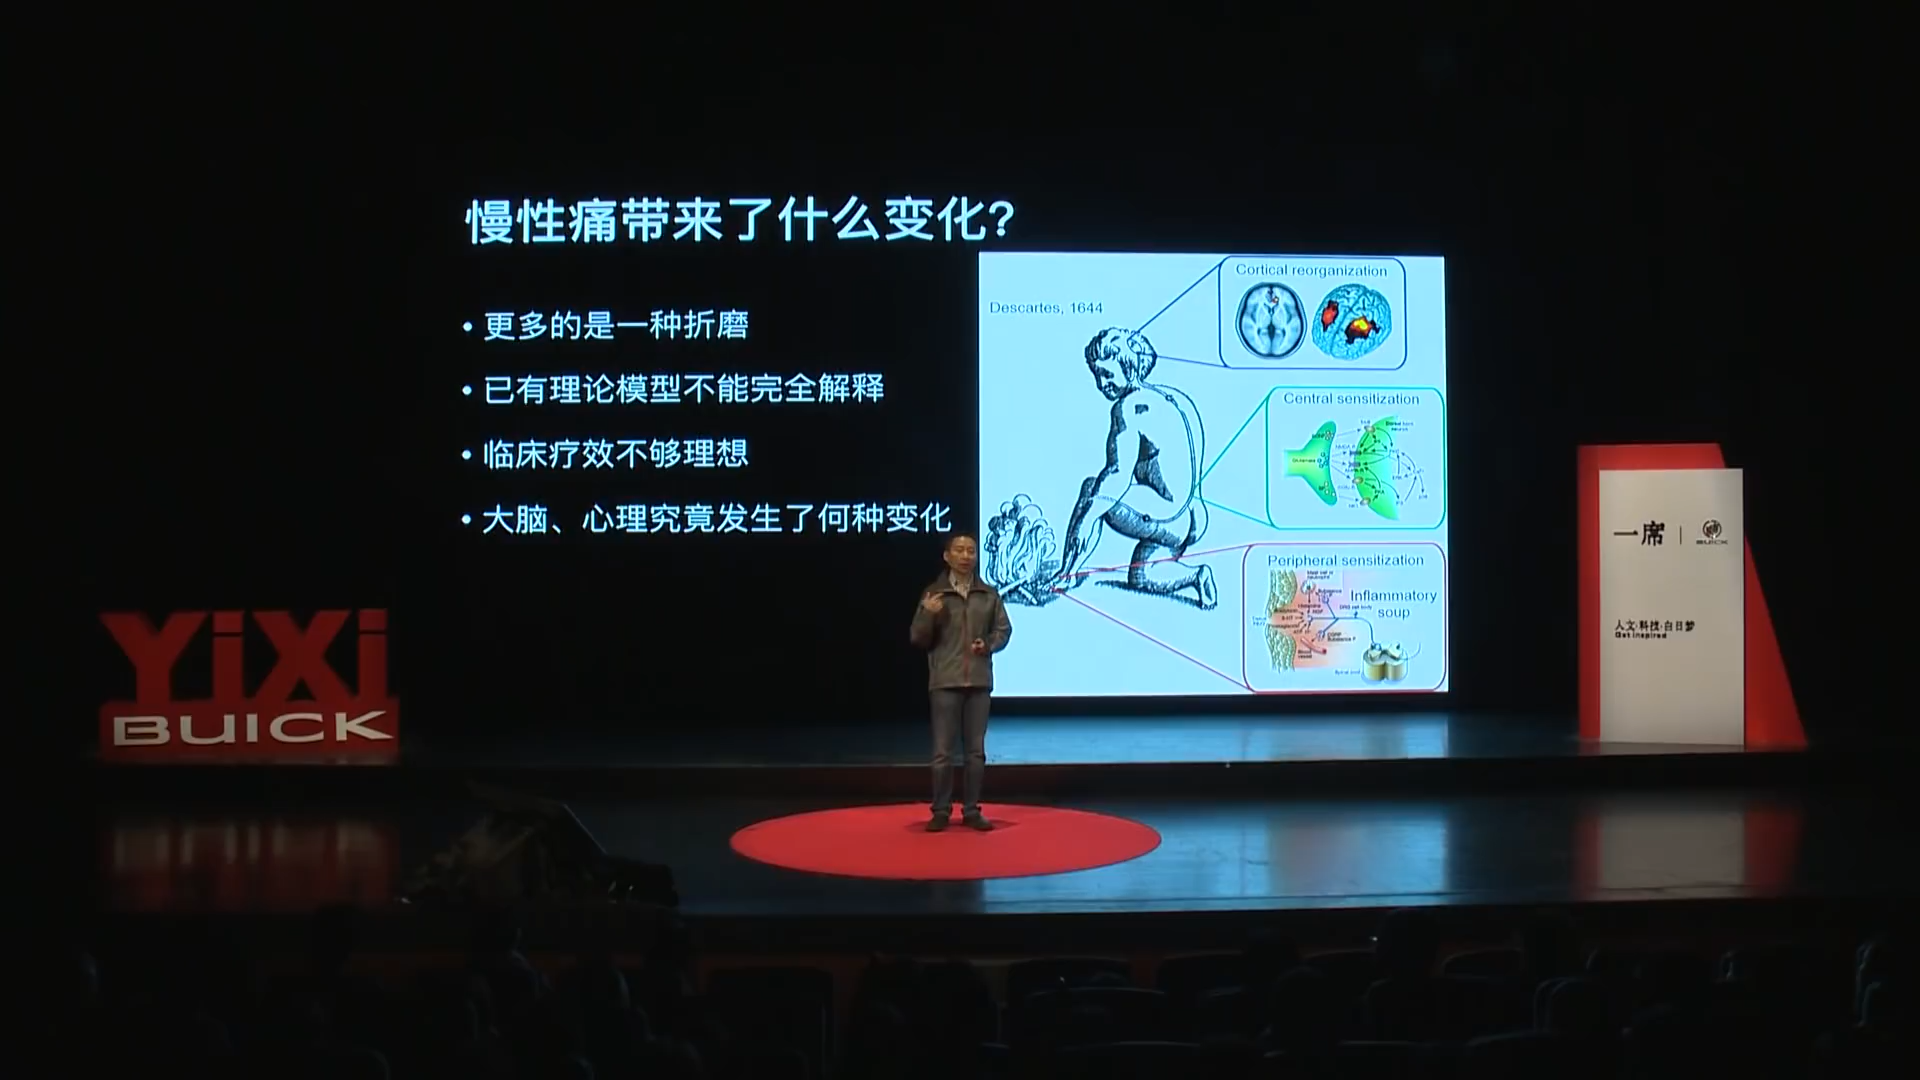 慢性痛带来了什么变化?
• 更多的是一种折磨
• 已有理论模型不能完全解释
• 临床疗效不够理想
• 大脑、心理究竟发生了何种变化
Descartes, 1644
Cortical reorganization
Central sensitization
Peripheral sensitization
Inflammatory
soup
YiXi
BUICK
一席
BUICK
人文·科技·白日梦
Get inspired